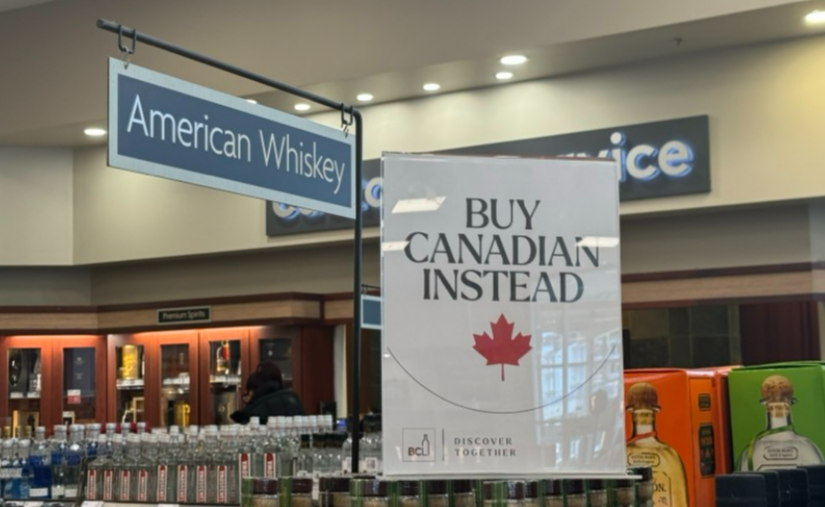 American Whiskey
BUY
CANADIAN
INSTEAD
BCL
DISCOVER
TOGETHER
Premium Spirits